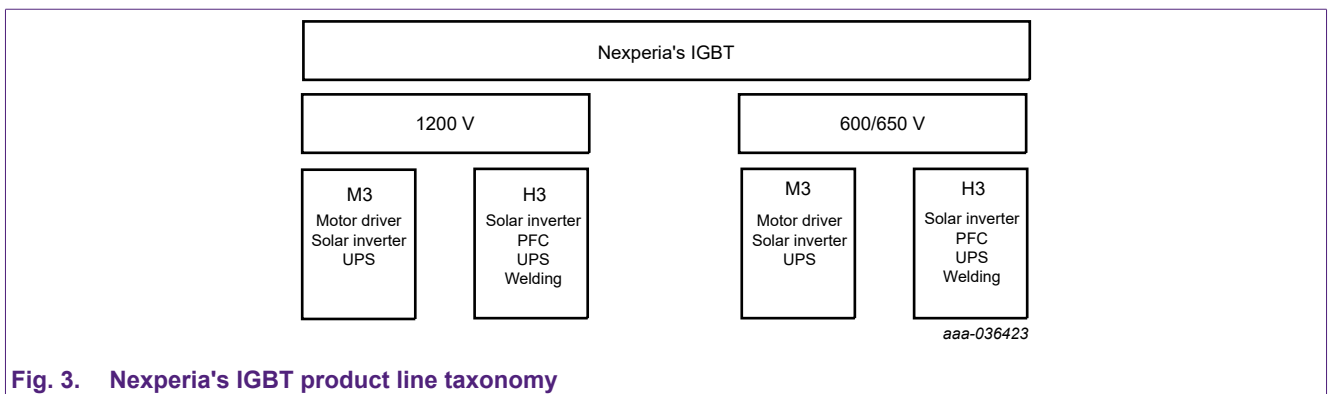 Nexperia's IGBT
1200 V
600/650 V
M3
Motor driver
Solar inverter
UPS
H3
Solar inverter
PFC
UPS
Welding
M3
Motor driver
Solar inverter
UPS
H3
Solar inverter
PFC
UPS
Welding
aaa-036423
Fig. 3. Nexperia's IGBT product line taxonomy